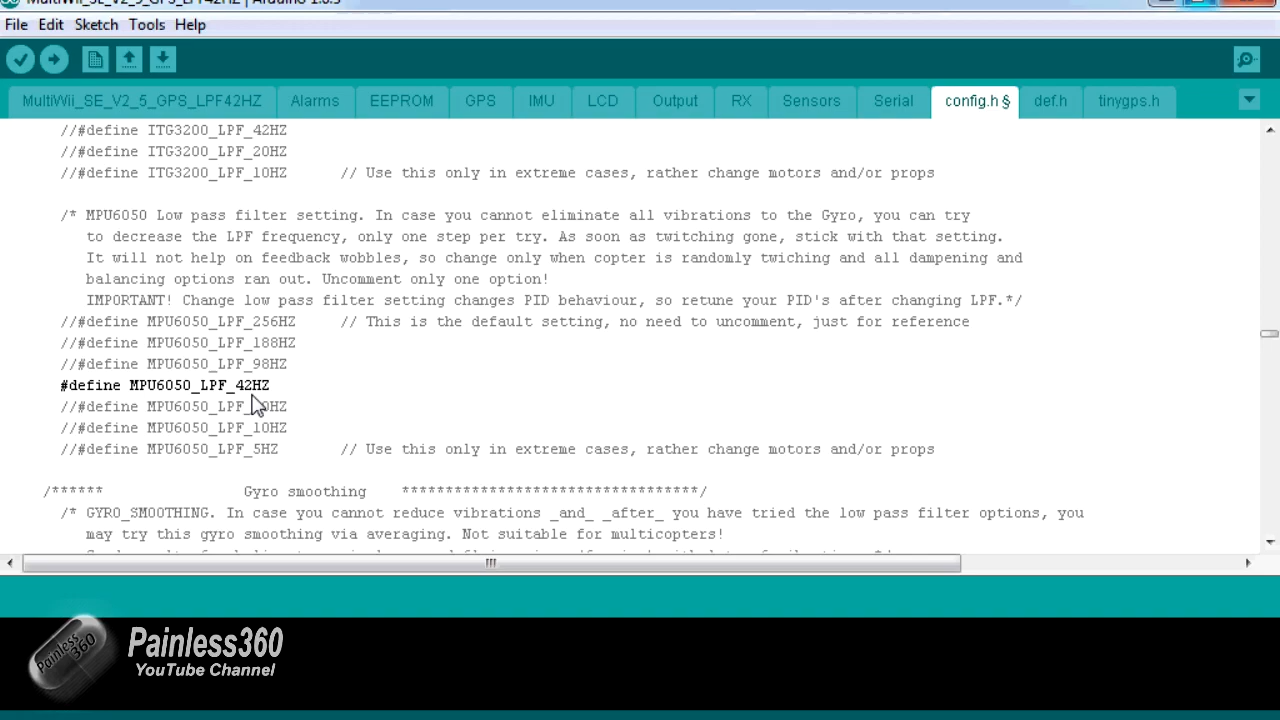 MultiWii_SE_V2_5_GPS_LPF42HZ | Arduino 1.0.5
File Edit Sketch Tools Help
MultiWii_SE_V2_5_GPS_LPF42HZ Alarms EEPROM GPS IMU LCD Output RX Sensors Serial config.h § def.h tinygps.h
//#define ITG3200_LPF_42HZ
//#define ITG3200_LPF_20HZ
//#define ITG3200_LPF_10HZ // Use this only in extreme cases, rather change motors and/or props
/* MPU6050 Low pass filter setting. In case you cannot eliminate all vibrations to the Gyro, you can try
to decrease the LPF frequency, only one step per try. As soon as twitching gone, stick with that setting.
It will not help on feedback wobbles, so change only when copter is randomly twiching and all dampening and
balancing options ran out. Uncomment only one option!
IMPORTANT! Change low pass filter setting changes PID behaviour, so retune your PID's after changing LPF.*/
//#define MPU6050_LPF_256HZ // This is the default setting, no need to uncomment, just for reference
//#define MPU6050_LPF_188HZ
//#define MPU6050_LPF_98HZ
#define MPU6050_LPF_42HZ
//#define
//#define MPU6050_LPF_10HZ
//#define MPU6050_LPF_5HZ // Use this only in extreme cases, rather change motors and/or props
/****** Gyro smoothing **********************************/
/* GYRO_SMOOTHING. In case you cannot reduce vibrations _and_ _after_ you have tried the low pass filter options, you
may try this gyro smoothing via averaging. Not suitable for multicopters!
Painless360
Painless360
YouTube Channel